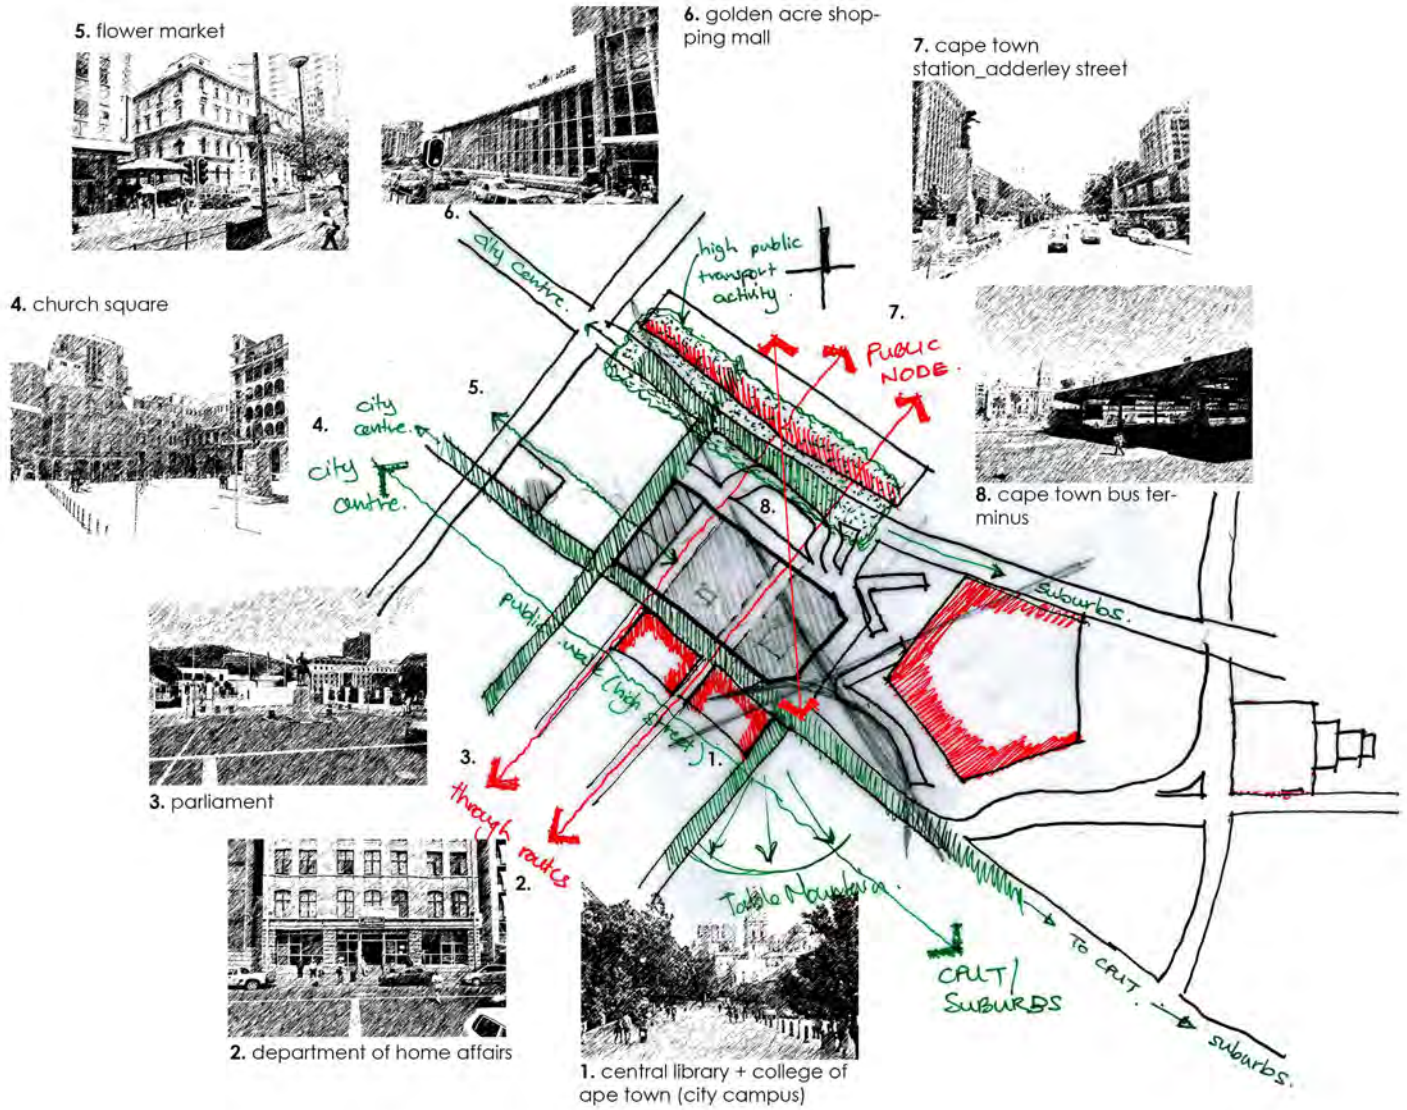 5. flower market
6. golden acre shop-
ping mall
7. cape town
station_adderley street
GOLDEN ACRE
4. church square
8. cape town bus ter-
minus
3. parliament
2. department of home affairs
1. central library + college of
ape town (city campus)
6.
city centre.
high public
transport
activity.
7.
PUBLIC
NODE.
5.
4.
city
centre.
city
centre.
8.
suburbs.
public
(high street)
3.
1.
through
routes
2.
Table Mountain.
CPUT/
SUBURBS
TO CPUT.
suburbs.